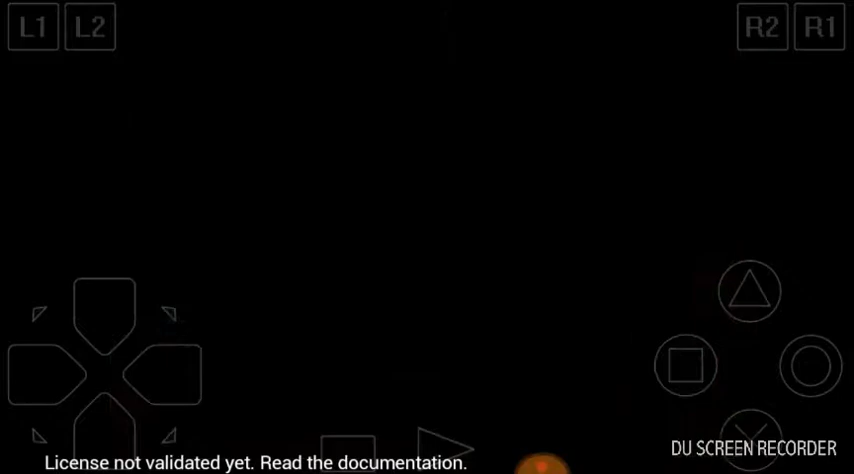 L1 L2 R2 R1
License not validated yet. Read the documentation.
DU SCREEN RECORDER